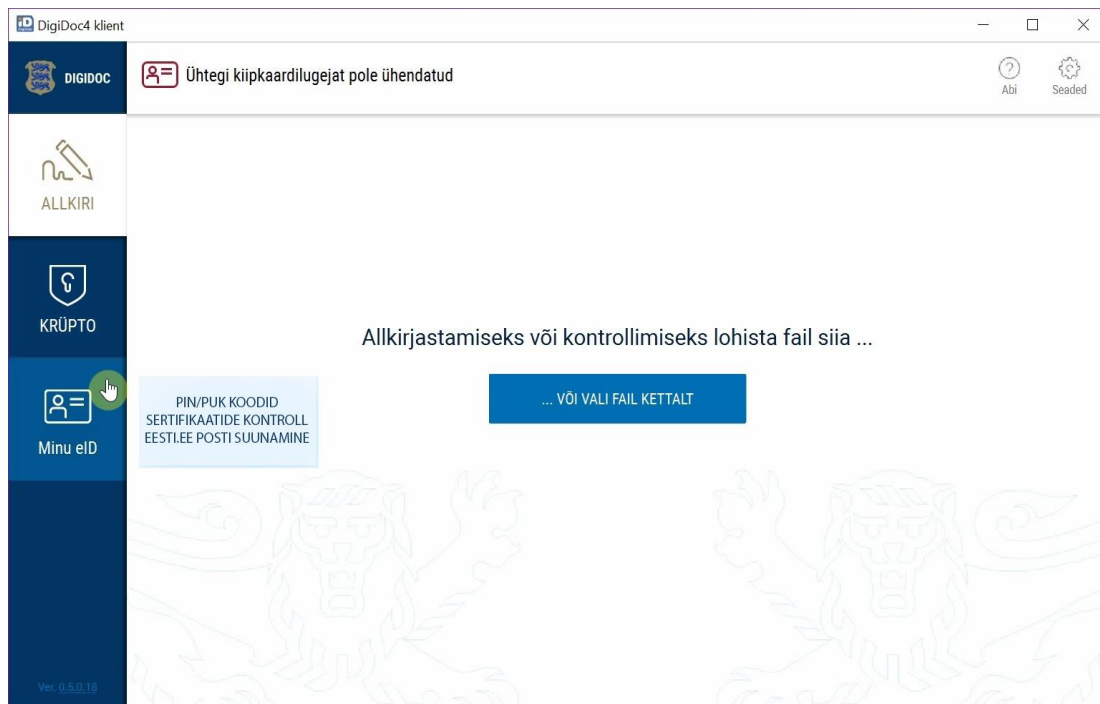 DigiDoc4 klient
DIGIDOC
Ühtegi kiipkaardilugejat pole ühendatud
Abi
Seaded
ALLKIRI
KRÜPTO
Minu eID
Allkirjastamiseks või kontrollimiseks lohista fail siia ...
... VÕI VALI FAIL KETTALT
PIN/PUK KOODID
SERTIFIKAATIDE KONTROLL
EESTI.EE POSTI SUUNAMINE
Ver. 0.5.0.18